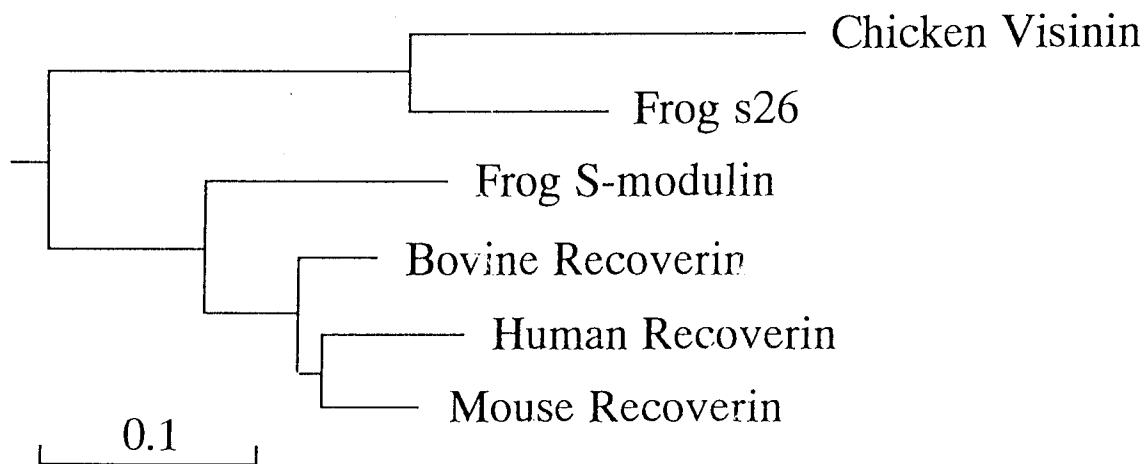 Chicken Visinin
Frog s26
Frog S-modulin
Bovine Recoverin
Human Recoverin
Mouse Recoverin
0.1